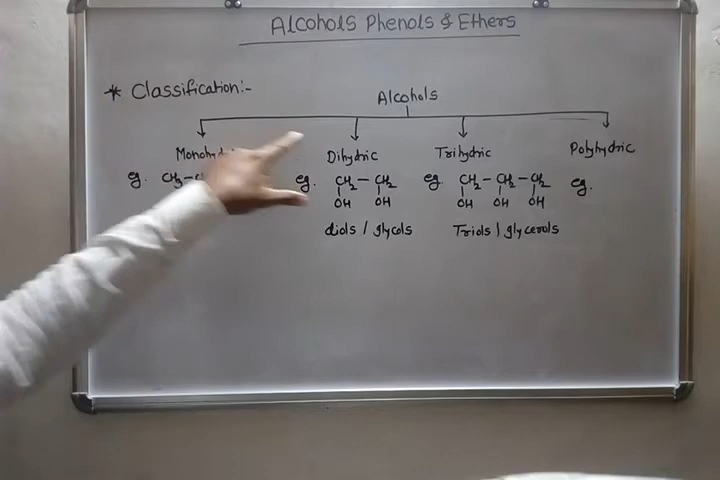 Alcohols Phenols & Ethers
* Classification:-
Alcohols
Dihydric Trihydric Polyhydric
eg. CH3- eg. CH2-CH2 eg. CH2-CH2-CH2 eg.
OH OH OH OH OH
diols / glycols Triols / glycerols